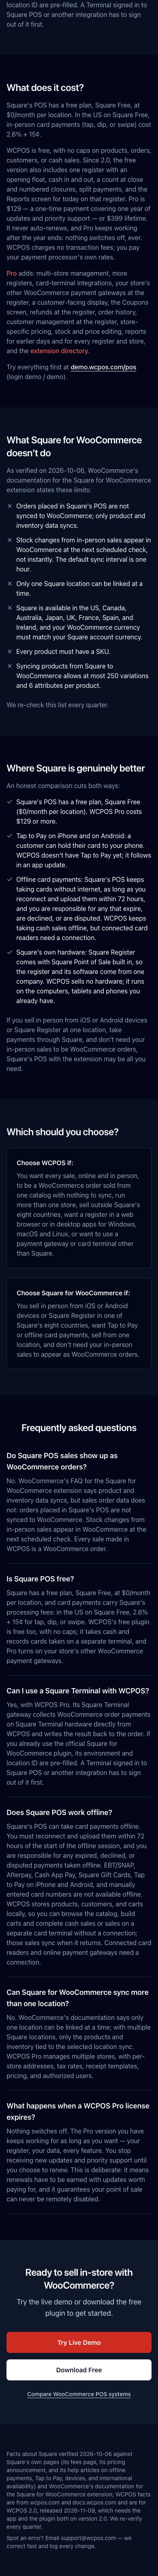 location ID are pre-filled. A Terminal signed in to
Square POS or another integration has to sign
out of it first.
What does it cost?
Square's POS has a free plan, Square Free, at
$0/month per location. In the US on Square Free,
in-person card payments (tap, dip, or swipe) cost
2.6% + 15¢.
WCPOS is free, with no caps on products, orders,
customers, or cash sales. Since 2.0, the free
version also includes one register with an
opening float, cash in and out, a count at close
and numbered closures, split payments, and the
Reports screen for today on that register. Pro is
$129 — a one-time payment covering one year of
updates and priority support — or $399 lifetime.
It never auto-renews, and Pro keeps working
after the year ends: nothing switches off, ever.
WCPOS charges no transaction fees; you pay
your payment processor's own rates.
Pro adds: multi-store management, more
registers, card-terminal integrations, your store's
other WooCommerce payment gateways at the
register, a customer-facing display, the Coupons
screen, refunds at the register, order history,
customer management at the register, store-
specific pricing, stock and price editing, reports
for earlier days and for every register and store,
and the extension directory.
Try everything first at demo.wcpos.com/pos
(login demo / demo).
What Square for WooCommerce
doesn't do
As verified on 2026-10-06, WooCommerce's
documentation for the Square for WooCommerce
extension states these limits:
× Orders placed in Square's POS are not
synced to WooCommerce; only product and
inventory data syncs.
× Stock changes from in-person sales appear in
WooCommerce at the next scheduled check,
not instantly. The default sync interval is one
hour.
× Only one Square location can be linked at a
time.
× Square is available in the US, Canada,
Australia, Japan, UK, France, Spain, and
Ireland, and your WooCommerce currency
must match your Square account currency.
× Every product must have a SKU.
× Syncing products from Square to
WooCommerce allows at most 250 variations
and 6 attributes per product.
We re-check this list every quarter.
Where Square is genuinely better
An honest comparison cuts both ways:
✓ Square's POS has a free plan, Square Free
($0/month per location). WCPOS Pro costs
$129 or more.
✓ Tap to Pay on iPhone and on Android: a
customer can hold their card to your phone.
WCPOS doesn't have Tap to Pay yet; it follows
in an app update.
✓ Offline card payments: Square's POS keeps
taking cards without internet, as long as you
reconnect and upload them within 72 hours,
and you are responsible for any that expire,
are declined, or are disputed. WCPOS keeps
taking cash sales offline, but connected card
readers need a connection.
✓ Square's own hardware: Square Register
comes with Square Point of Sale built in, so
the register and its software come from one
company. WCPOS sells no hardware; it runs
on the computers, tablets and phones you
already have.
If you sell in person from iOS or Android devices
or Square Register at one location, take
payments through Square, and don't need your
in-person sales to be WooCommerce orders,
Square's POS with the extension may be all you
need.
Which should you choose?
Choose WCPOS if:
You want every sale, online and in person,
to be a WooCommerce order sold from
one catalog with nothing to sync, run
more than one store, sell outside Square's
eight countries, want a register in a web
browser or in desktop apps for Windows,
macOS and Linux, or want to use a
payment gateway or card terminal other
than Square.
Choose Square for WooCommerce if:
You sell in person from iOS or Android
devices or Square Register in one of
Square's eight countries, want Tap to Pay
or offline card payments, sell from one
location, and don't need your in-person
sales to appear as WooCommerce orders.
Frequently asked questions
Do Square POS sales show up as
WooCommerce orders?
No. WooCommerce's FAQ for the Square for
WooCommerce extension says product and
inventory data syncs, but sales order data does
not: orders placed in Square's POS are not
synced to WooCommerce. Stock changes from
in-person sales appear in WooCommerce at the
next scheduled check. Every sale made in
WCPOS is a WooCommerce order.
Is Square POS free?
Square has a free plan, Square Free, at $0/month
per location, and card payments carry Square's
processing fees: in the US on Square Free, 2.6%
+ 15¢ for tap, dip, or swipe. WCPOS's free plugin
is free too, with no caps; it takes cash and
records cards taken on a separate terminal, and
Pro turns on your store's other WooCommerce
payment gateways.
Can I use a Square Terminal with WCPOS?
Yes, with WCPOS Pro. Its Square Terminal
gateway collects WooCommerce order payments
on Square Terminal hardware directly from
WCPOS and writes the result back to the order. If
you already use the official Square for
WooCommerce plugin, its environment and
location ID are pre-filled. A Terminal signed in to
Square POS or another integration has to sign
out of it first.
Does Square POS work offline?
Square's POS can take card payments offline.
You must reconnect and upload them within 72
hours of the start of the offline session, and you
are responsible for any expired, declined, or
disputed payments taken offline. EBT/SNAP,
Afterpay, Cash App Pay, Square Gift Cards, Tap
to Pay on iPhone and Android, and manually
entered card numbers are not available offline.
WCPOS stores products, customers, and carts
locally, so you can browse the catalog, build
carts and complete cash or sales or sales on a
separate card terminal without a connection;
those sales sync when it returns. Connected card
readers and online payment gateways need a
connection.
Can Square for WooCommerce sync more
than one location?
No. WooCommerce's documentation says only
one location can be linked at a time; with multiple
Square locations, only the products and
inventory tied to the selected location sync.
WCPOS Pro manages multiple stores, with per-
store addresses, tax rates, receipt templates,
pricing, and authorized users.
What happens when a WCPOS Pro license
expires?
Nothing switches off. The Pro version you have
keeps working for as long as you want — your
register, your data, every feature. You stop
receiving new updates and priority support until
you choose to renew. This is deliberate: it means
renewals have to be earned with updates worth
paying for, and it guarantees your point of sale
can never be remotely disabled.
Ready to sell in-store with
WooCommerce?
Try the live demo or download the free
plugin to get started.
Try Live Demo
Download Free
Compare WooCommerce POS systems
Facts about Square verified 2026-10-06 against
Square's own pages (its fees page, its pricing
announcement, and its help articles on offline
payments, Tap to Pay, devices, and international
availability) and WooCommerce's documentation for
the Square for WooCommerce extension; WCPOS facts
are from wcpos.com and docs.wcpos.com and are for
WCPOS 2.0, released 2026-11-09, which needs the
app and the plugin both on version 2.0. We re-verify
quarterly.
Spot an error? Email support@wcpos.com — we
correct fast and log every change.